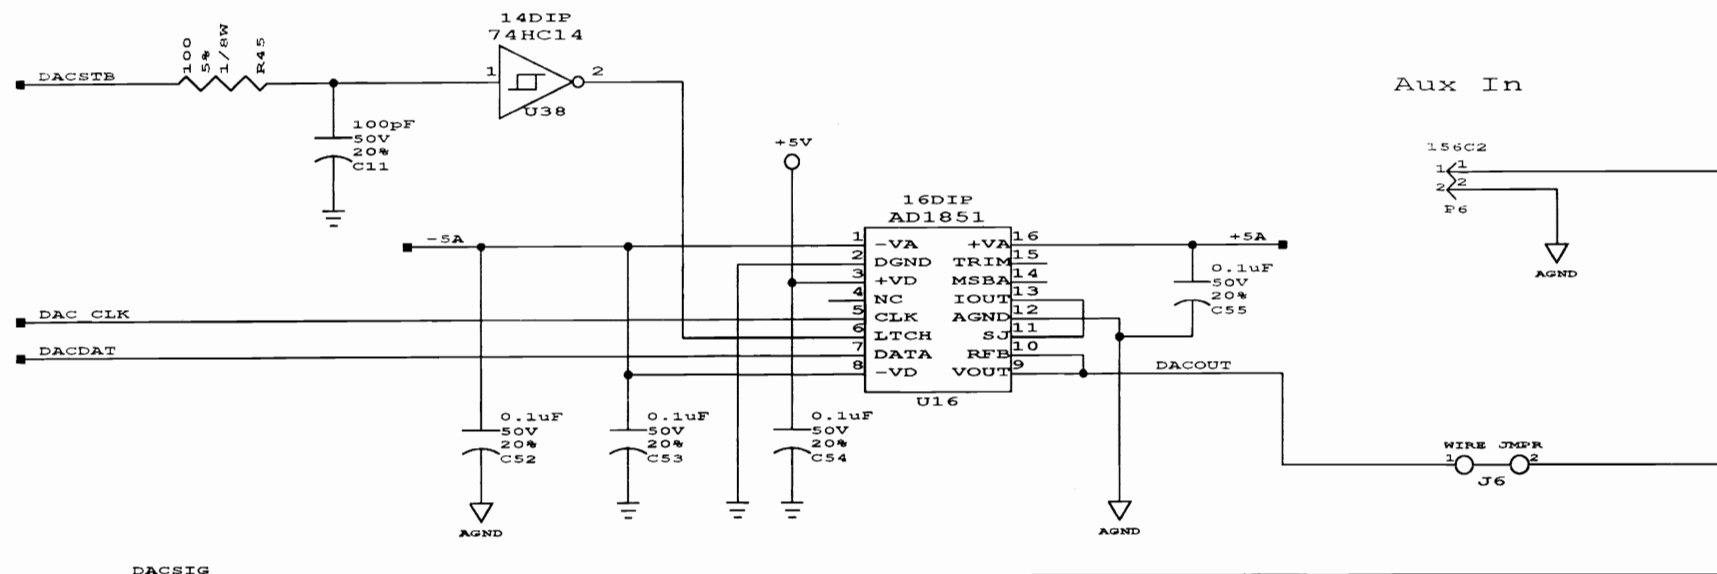 14DIP
74HC14
100
5%
1/8W
R45
DACSTB
1
2
U38
100pF
50V
20%
C11
+5V
Aux In
156C2
1 1
2 2
P6
AGND
16DIP
AD1851
-5A
1 -VA +VA 16
2 DGND TRIM 15
3 +VD MSBA 14
4 NC IOUT 13
5 CLK AGND 12
6 LTCH SJ 11
7 DATA RFB 10
8 -VD VOUT 9
U16
+5A
0.1uF
50V
20%
C55
DAC CLK
DACDAT
DACOUT
0.1uF
50V
20%
C52
0.1uF
50V
20%
C53
0.1uF
50V
20%
C54
WIRE JMPR
1 2
J6
AGND
AGND
DACSIG